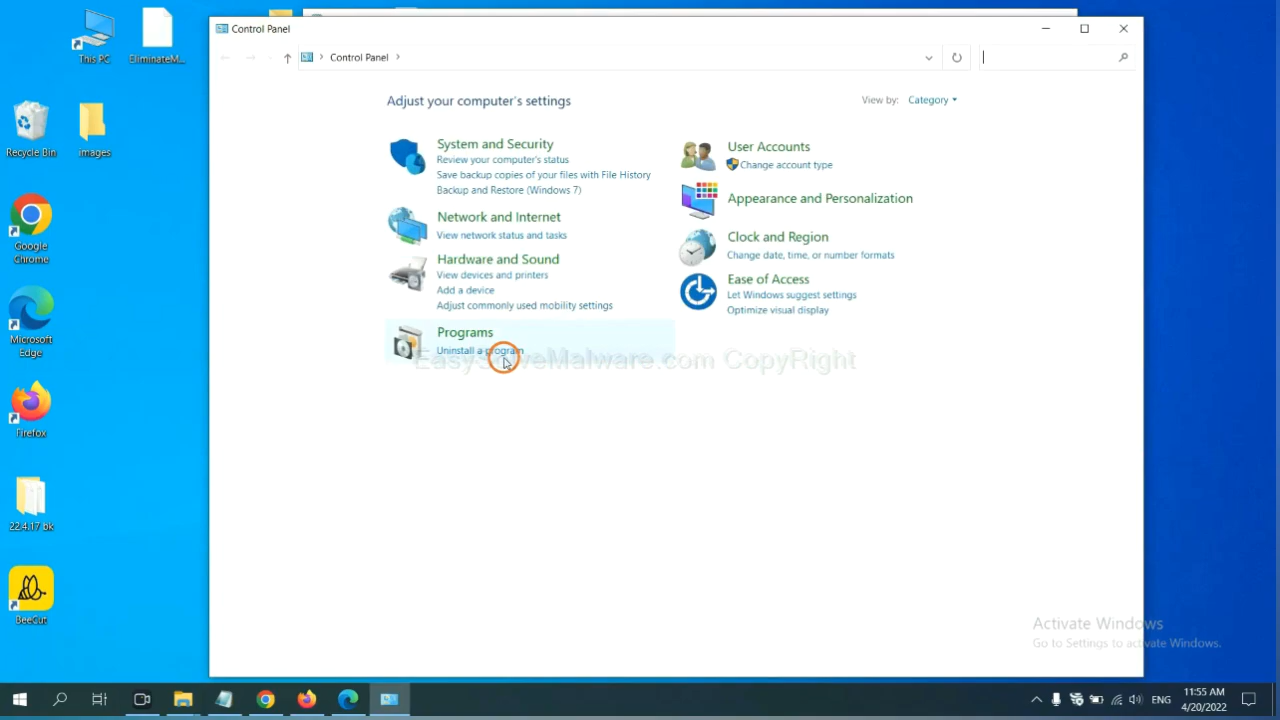 Control Panel
Control Panel
Adjust your computer's settings
View by: Category
System and Security
Review your computer's status
Save backup copies of your files with File History
Backup and Restore (Windows 7)
Network and Internet
View network status and tasks
Hardware and Sound
View devices and printers
Add a device
Adjust commonly used mobility settings
Programs
Uninstall a program
User Accounts
Change account type
Appearance and Personalization
Clock and Region
Change date, time, or number formats
Ease of Access
Let Windows suggest settings
Optimize visual display
EasySolveMalware.com CopyRight
This PC
EliminateM...
Recycle Bin
images
Google
Chrome
Microsoft
Edge
Firefox
22.4.17 bk
BeeCut
Activate Windows
Go to Settings to activate Windows.
ENG
11:55 AM
4/20/2022